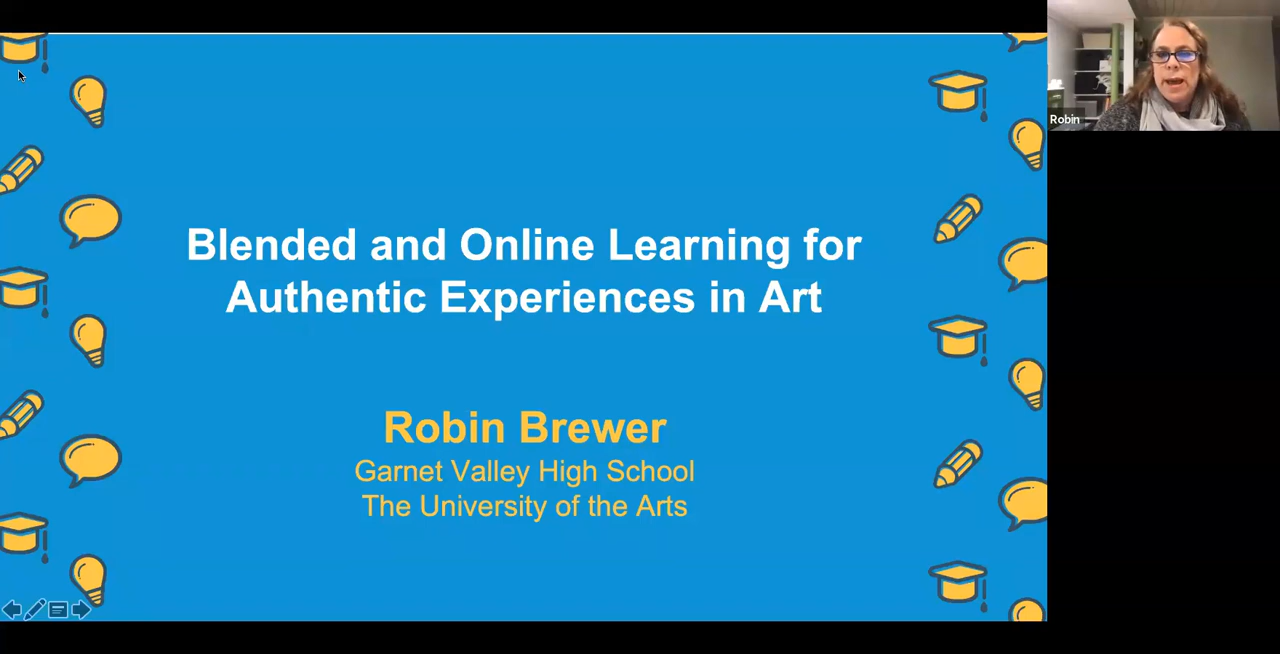 Blended and Online Learning for
Authentic Experiences in Art
Robin Brewer
Garnet Valley High School
The University of the Arts
Robin